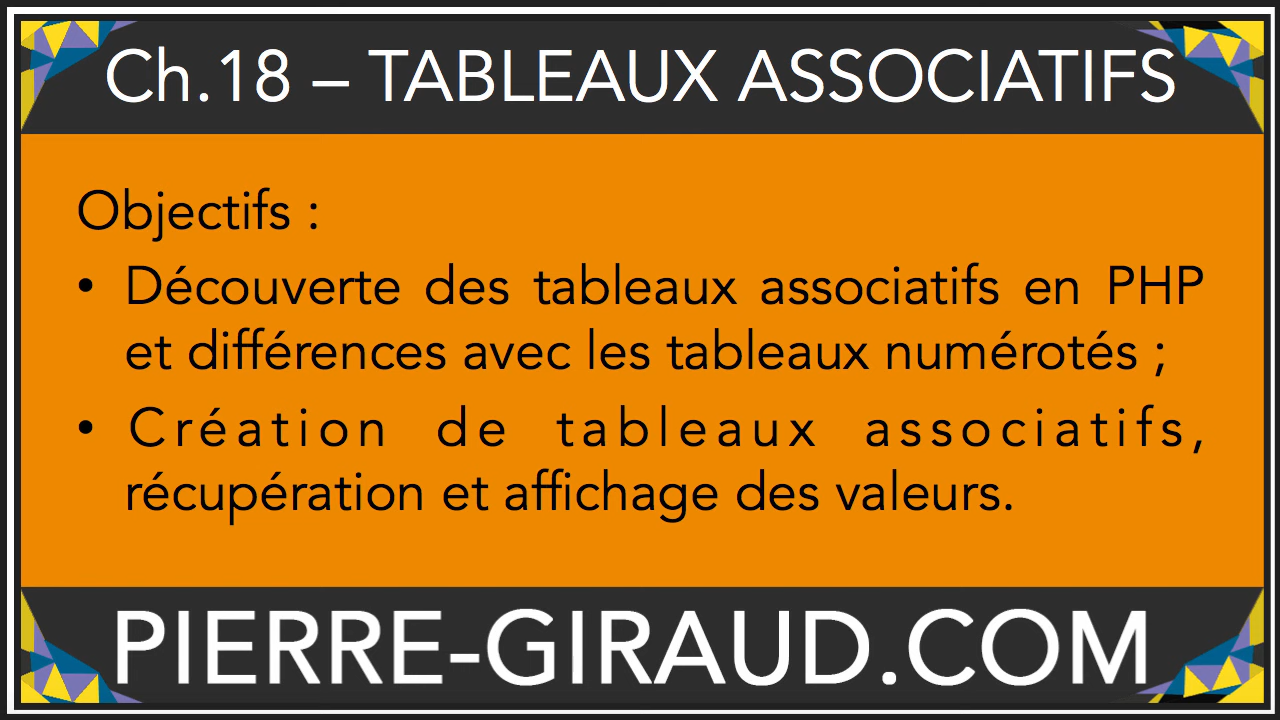 Ch.18 – TABLEAUX ASSOCIATIFS
Objectifs :
• Découverte des tableaux associatifs en PHP
et différences avec les tableaux numérotés ;
• Création de tableaux associatifs,
récupération et affichage des valeurs.
PIERRE-GIRAUD.COM